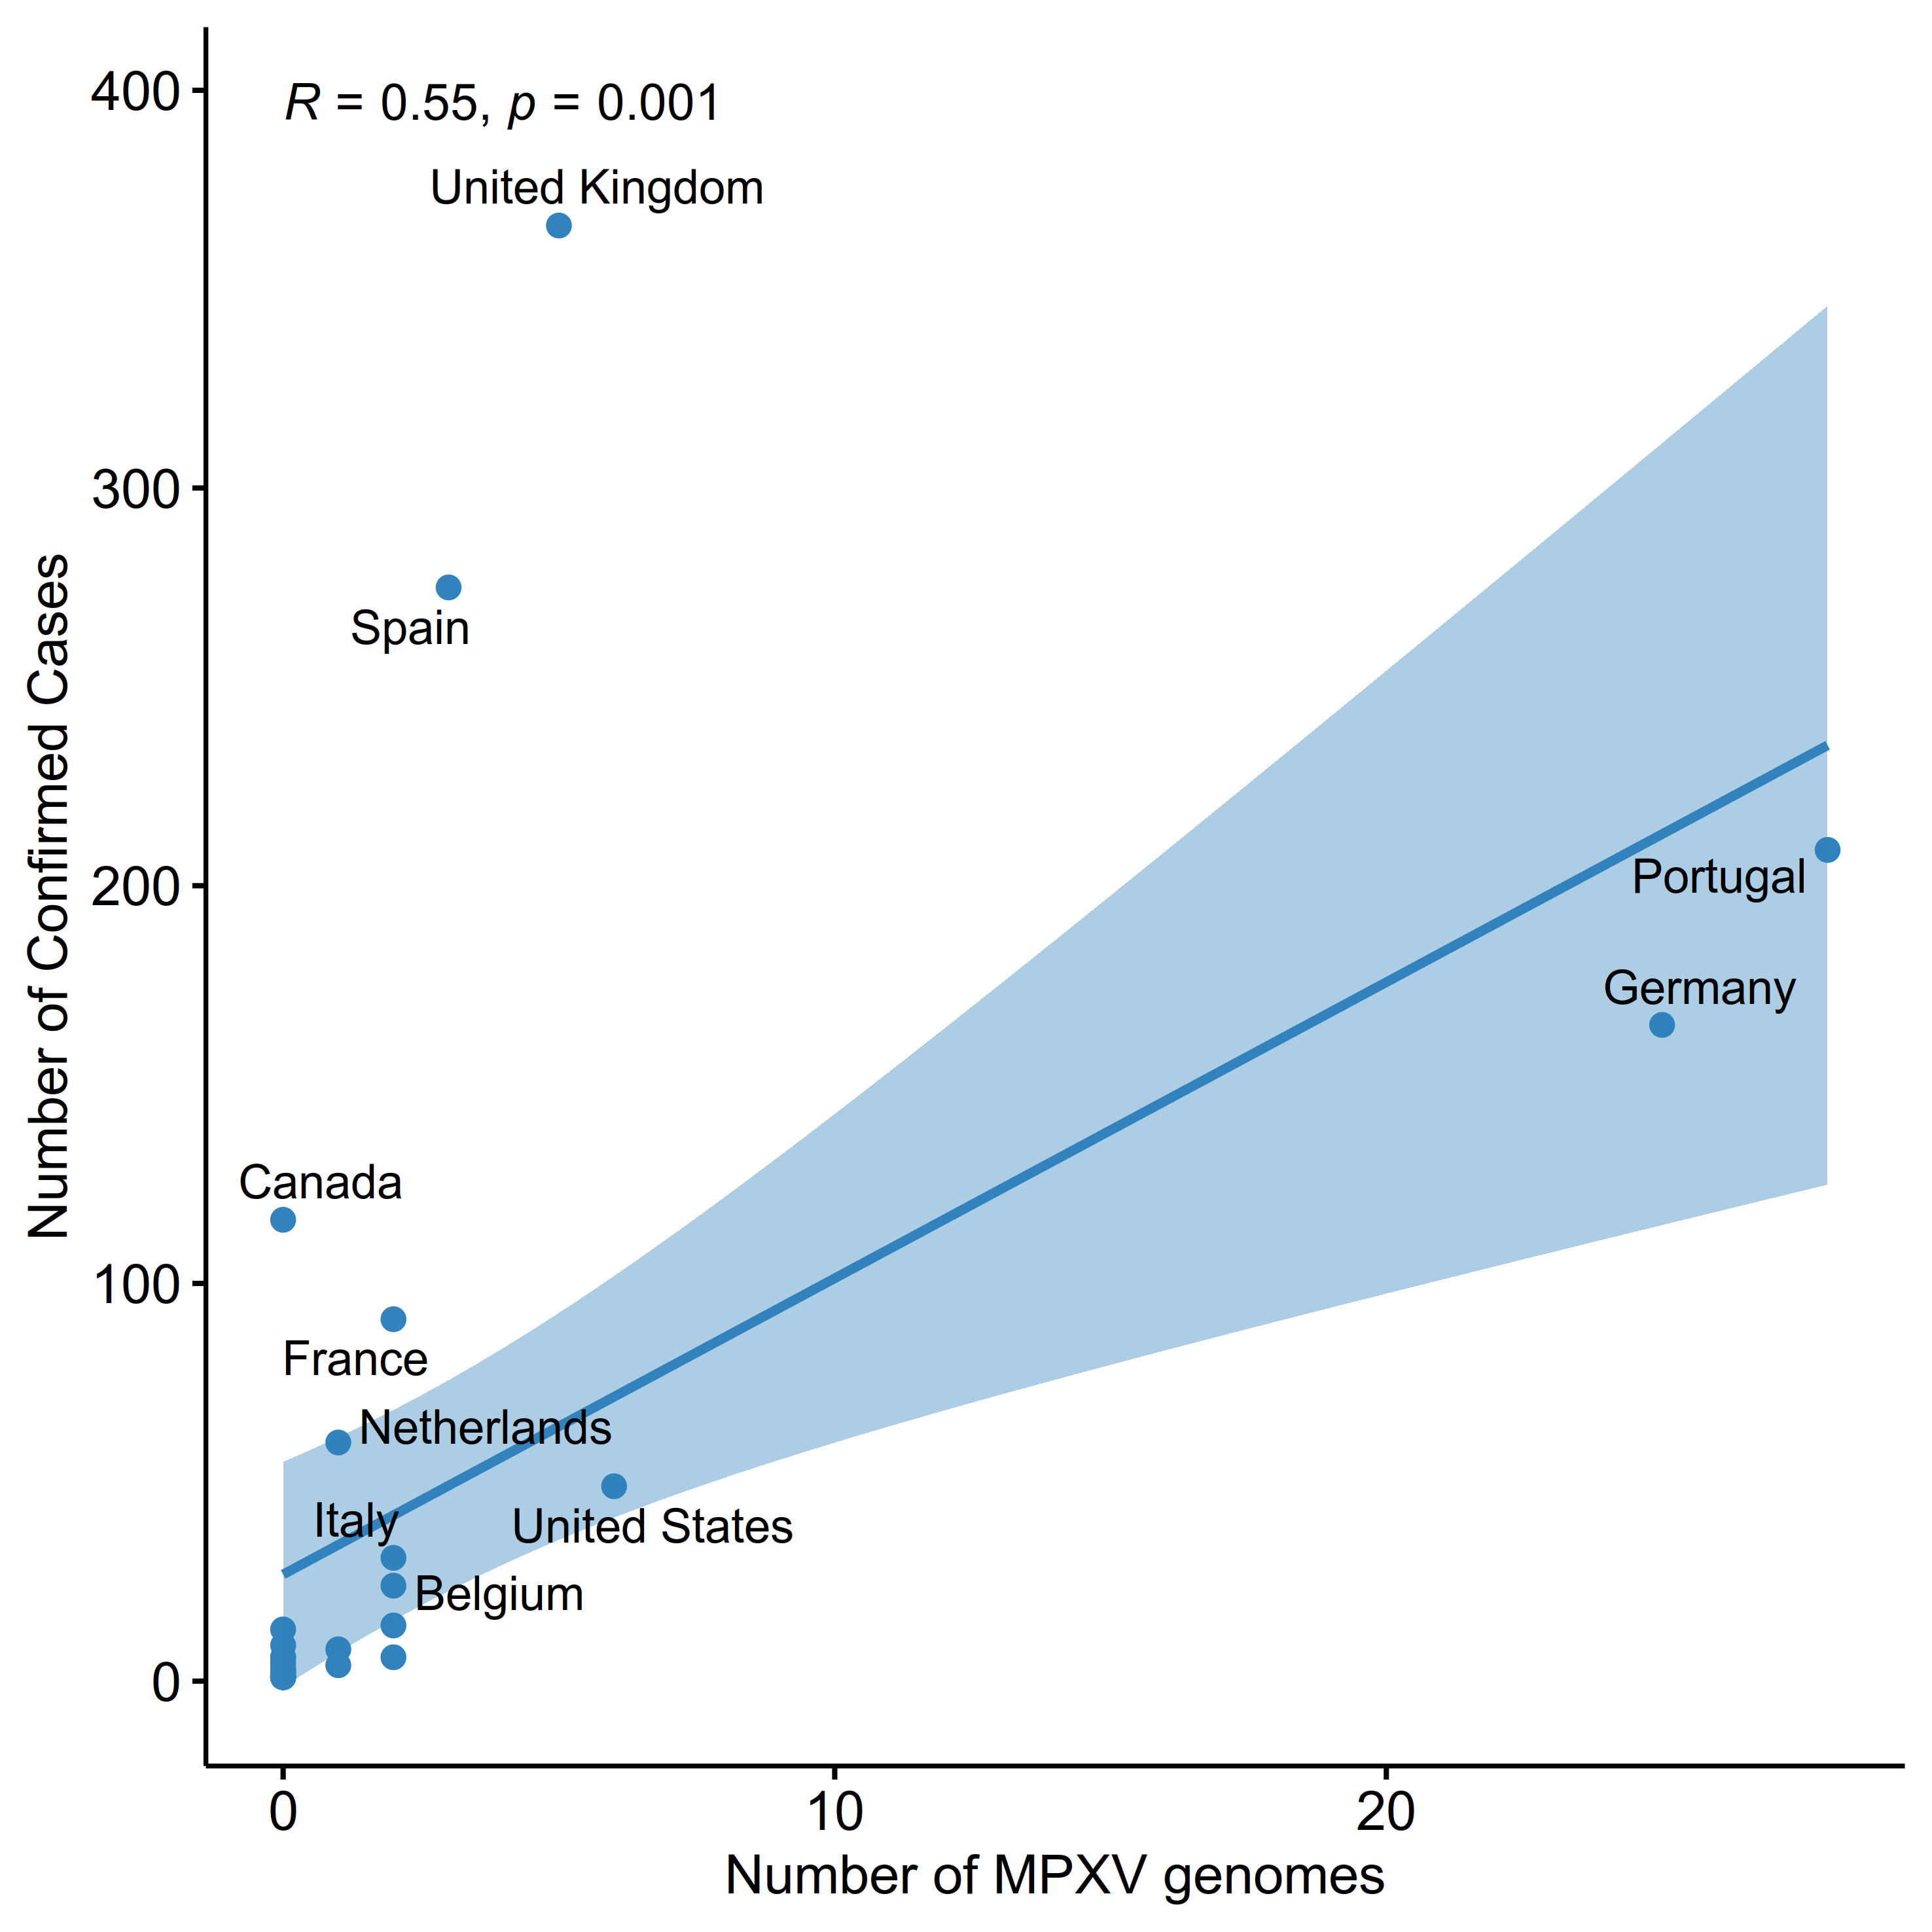 400
R = 0.55, p = 0.001
United Kingdom
300
Spain
200
Portugal
Germany
Canada
100
France
Netherlands
Italy
United States
Belgium
0
0 10 20
Number of MPXV genomes
Number of Confirmed Cases